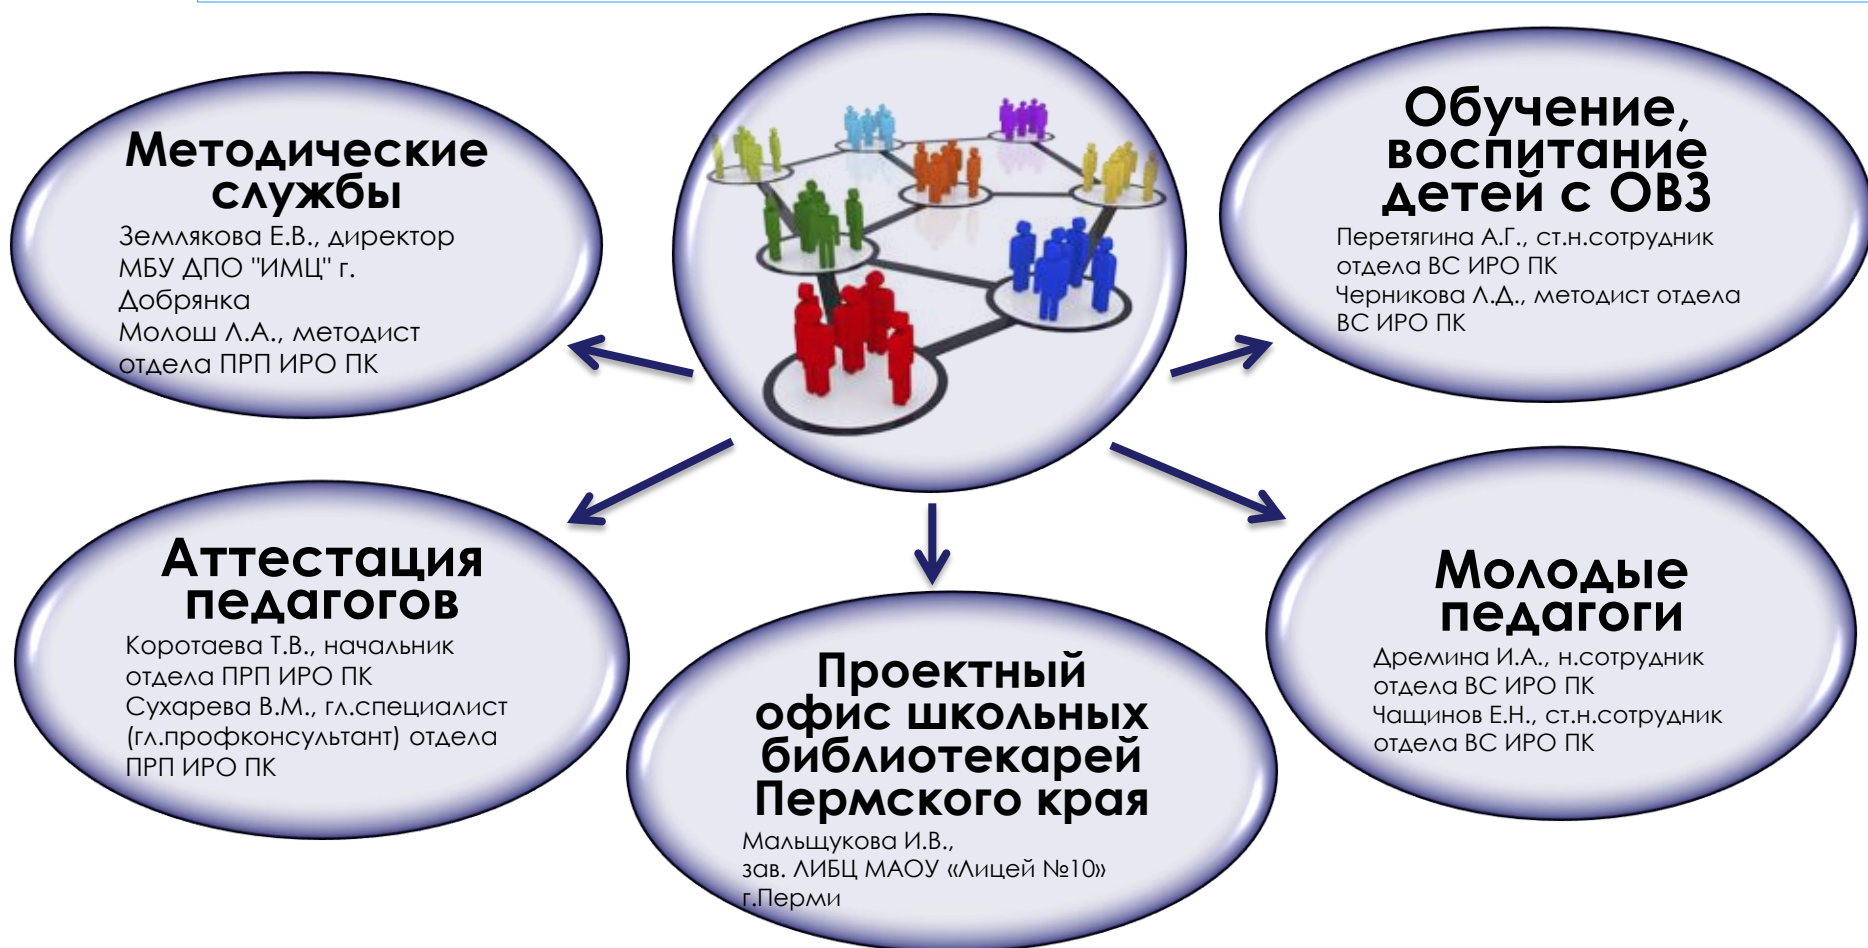 Методические
службы
Землякова Е.В., директор
МБУ ДПО "ИМЦ" г.
Добрянка
Молош Л.А., методист
отдела ПРП ИРО ПК
Обучение,
воспитание
детей с ОВЗ
Перетягина А.Г., ст.н.сотрудник
отдела ВС ИРО ПК
Черникова Л.Д., методист отдела
ВС ИРО ПК
Аттестация
педагогов
Коротаева Т.В., начальник
отдела ПРП ИРО ПК
Сухарева В.М., гл.специалист
(гл.профконсультант) отдела
ПРП ИРО ПК
Проектный
офис школьных
библиотекарей
Пермского края
Мальщукова И.В.,
зав. ЛИБЦ МАОУ «Лицей №10»
г.Перми
Молодые
педагоги
Дремина И.А., н.сотрудник
отдела ВС ИРО ПК
Чащинов Е.Н., ст.н.сотрудник
отдела ВС ИРО ПК